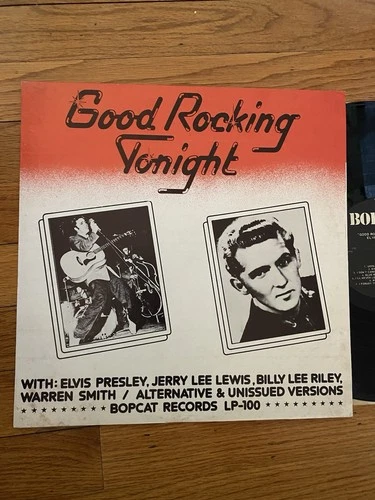 Good Rocking
Tonight
WITH: ELVIS PRESLEY, JERRY LEE LEWIS, BILLY LEE RILEY,
WARREN SMITH / ALTERNATIVE & UNISSUED VERSIONS
★ ★ ★ ★ ★ ★ ★ ★ ★ BOPCAT RECORDS LP-100 ★ ★ ★ ★ ★ ★ ★ ★ ★